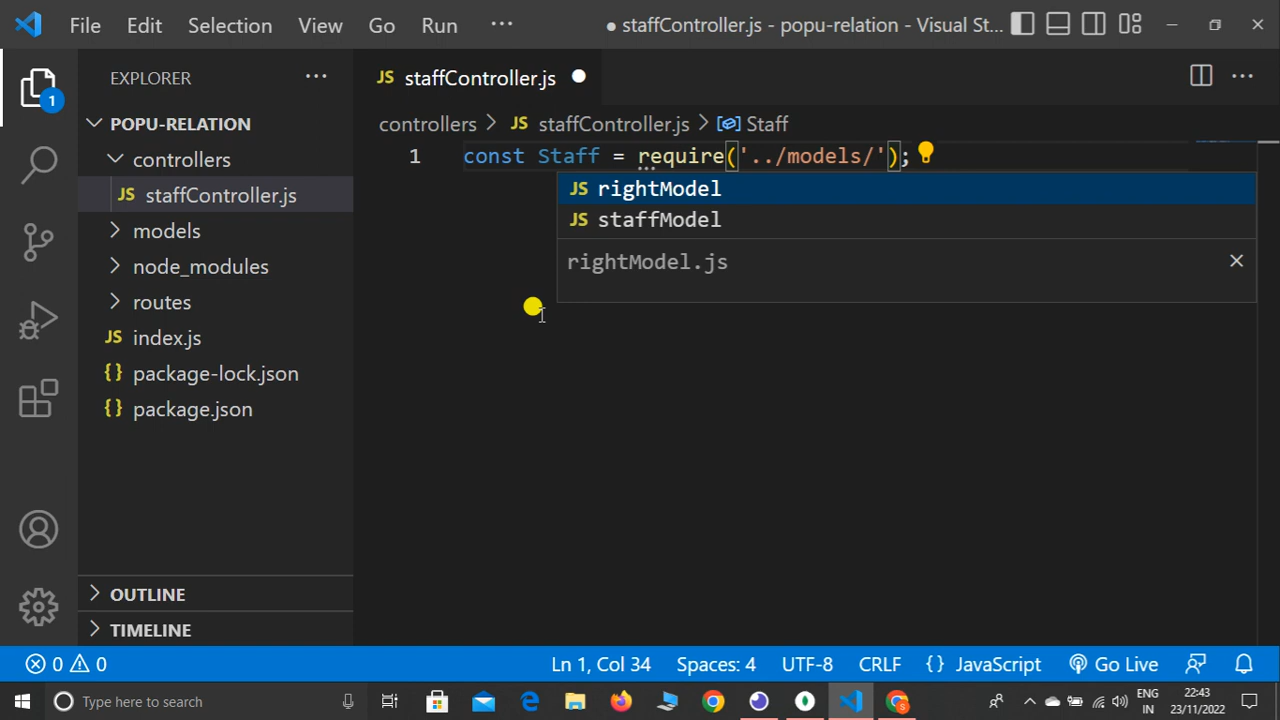 File Edit Selection View Go Run ···
● staffController.js - popu-relation - Visual St...
EXPLORER ···
1
POPU-RELATION
controllers
JS staffController.js
models
node_modules
routes
JS index.js
{} package-lock.json
{} package.json
OUTLINE
TIMELINE
JS staffController.js ●
controllers > JS staffController.js > Staff
1 const Staff = require('../models/');
JS rightModel
JS staffModel
rightModel.js
0 0 Ln 1, Col 34 Spaces: 4 UTF-8 CRLF {} JavaScript Go Live
Type here to search
ENG
IN
22:43
23/11/2022